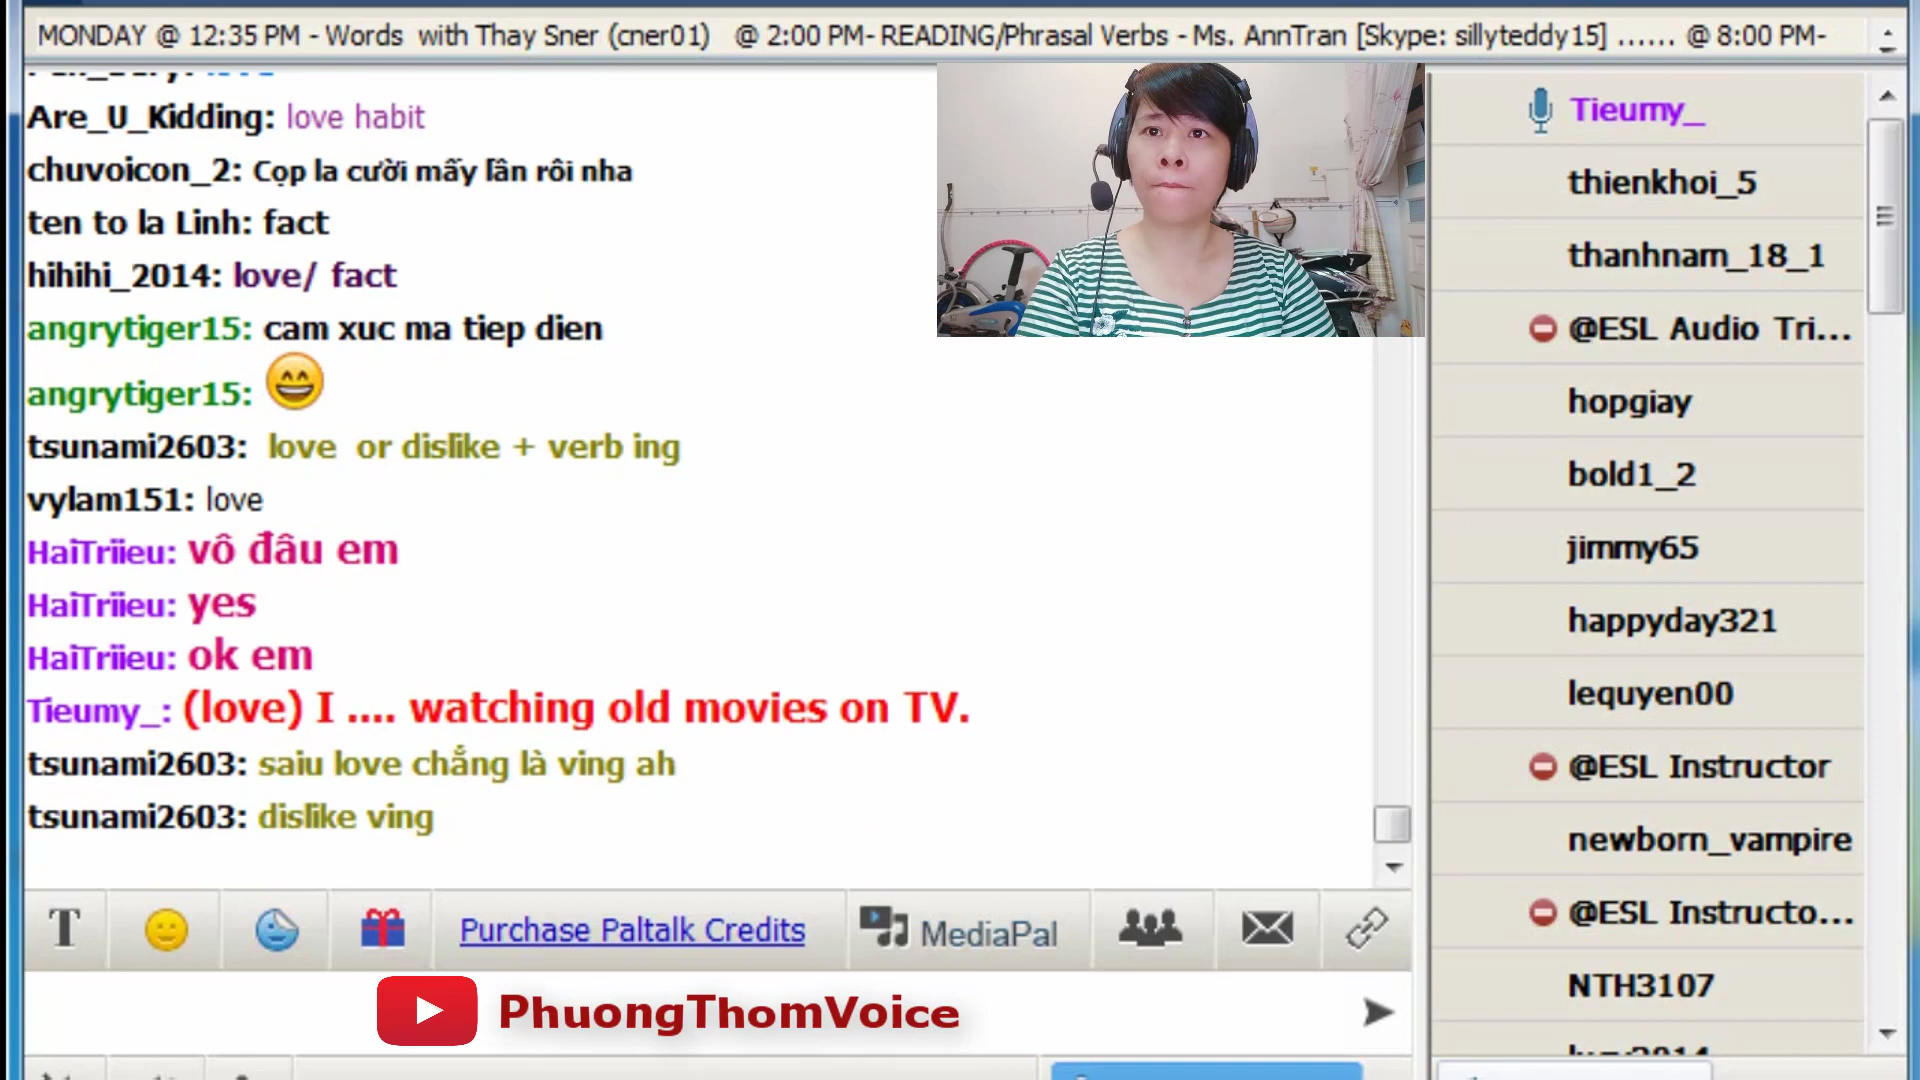 MONDAY @ 12:35 PM - Words with Thay Sner (cner01) @ 2:00 PM- READING/Phrasal Verbs - Ms. AnnTran [Skype: sillyteddy15] ...... @ 8:00 PM-
Are_U_Kidding: love habit
chuvoicon_2: Cọp la cười mấy lần rồi nha
ten to la Linh: fact
hihihi_2014: love/ fact
angrytiger15: cam xuc ma tiep dien
angrytiger15:
tsunami2603: love or dislike + verb ing
vylam151: love
HaiTriieu: vô đâu em
HaiTriieu: yes
HaiTriieu: ok em
Tieumy_: (love) I .... watching old movies on TV.
tsunami2603: saiu love chẳng là ving ah
tsunami2603: dislike ving
Purchase Paltalk Credits
MediaPal
PhuongThomVoice
Tieumy_
thienkhoi_5
thanhnam_18_1
@ESL Audio Tri...
hopgiay
bold1_2
jimmy65
happyday321
lequyen00
@ESL Instructor
newborn_vampire
@ESL Instructo...
NTH3107